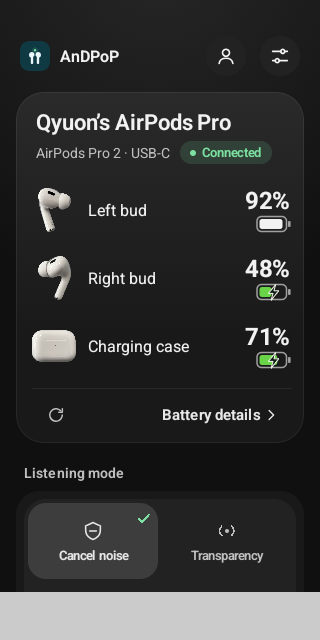 AnDPoP
Qyuon's AirPods Pro
AirPods Pro 2 · USB-C
Connected
Left bud
92%
Right bud
48%
Charging case
71%
Battery details
Listening mode
Cancel noise
Transparency